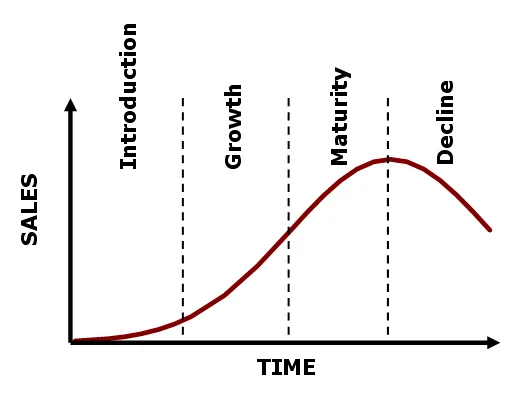 Introduction
Growth
Maturity
Decline
SALES
TIME